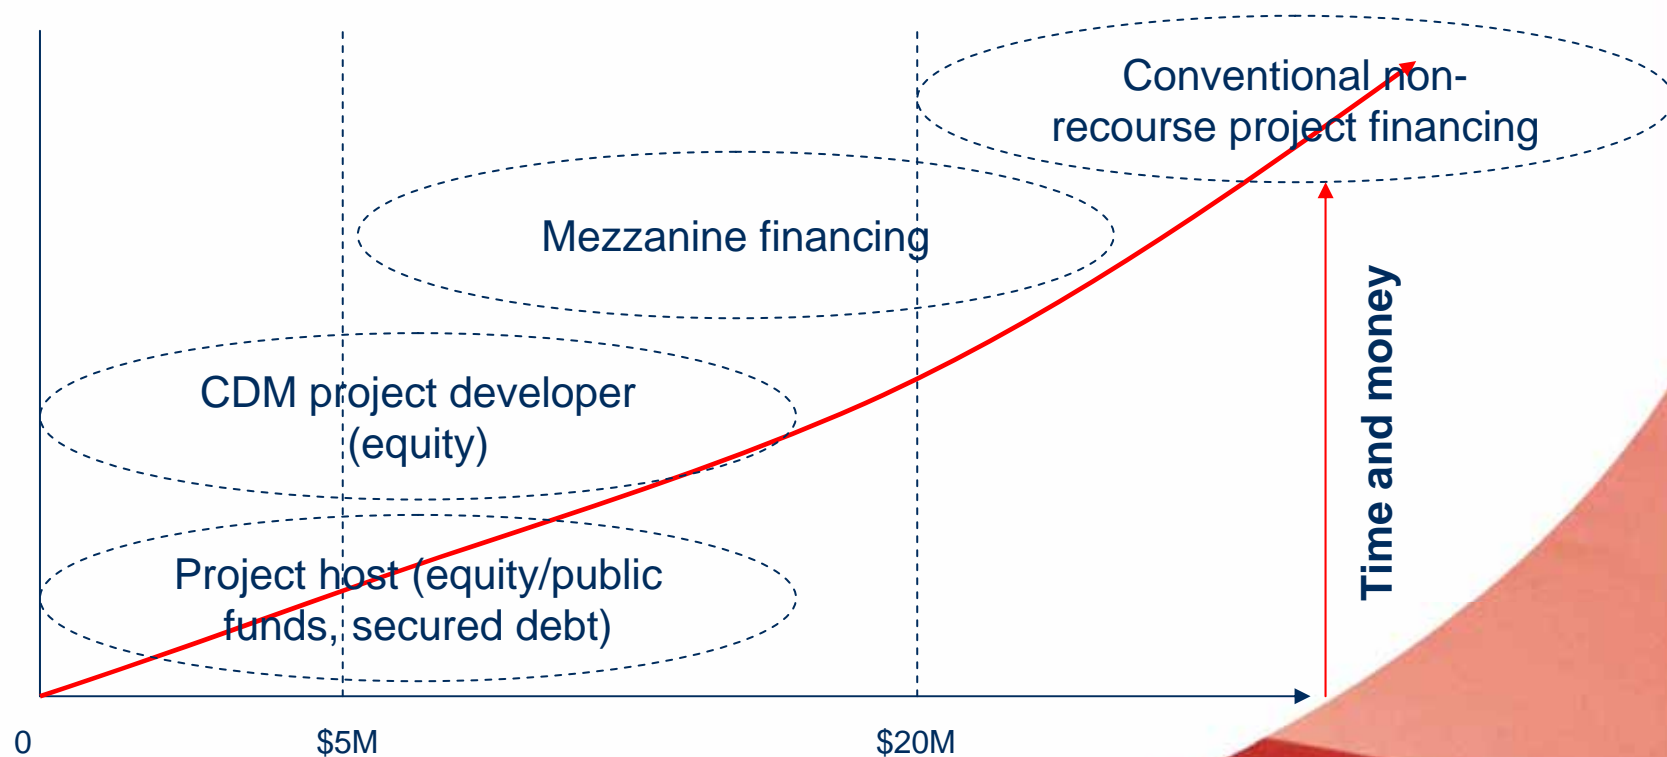 Conventional non-
recourse project financing
Mezzanine financing
CDM project developer
(equity)
Project host (equity/public
funds, secured debt)
Time and money
0
$5M
$20M